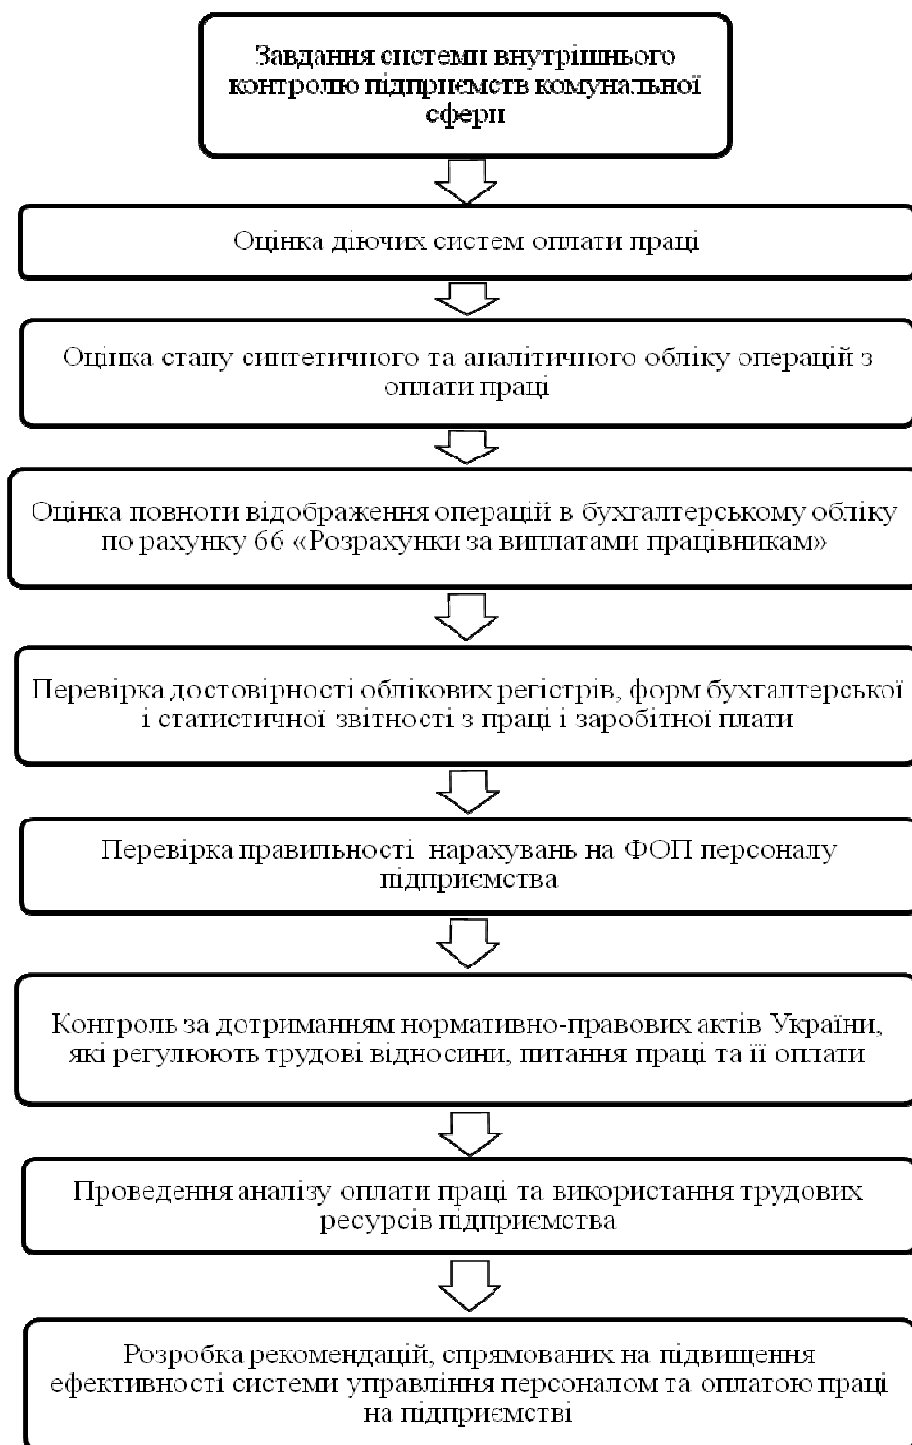 Завдання системи внутрішнього
контролю підприємств комунальної
сфери
Оцінка діючих систем оплати праці
Оцінка стану синтетичного та аналітичного обліку операцій з
оплати праці
Оцінка повноти відображення операцій в бухгалтерському обліку
по рахунку 66 «Розрахунки за виплатами працівникам»
Перевірка достовірності облікових регістрів, форм бухгалтерської
і статистичної звітності з праці і заробітної плати
Перевірка правильності нарахувань на ФОП персоналу
підприємства
Контроль за дотриманням нормативно-правових актів України,
які регулюють трудові відносини, питання праці та її оплати
Проведення аналізу оплати праці та використання трудових
ресурсів підприємства
Розробка рекомендацій, спрямованих на підвищення
ефективності системи управління персоналом та оплатою праці
на підприємстві